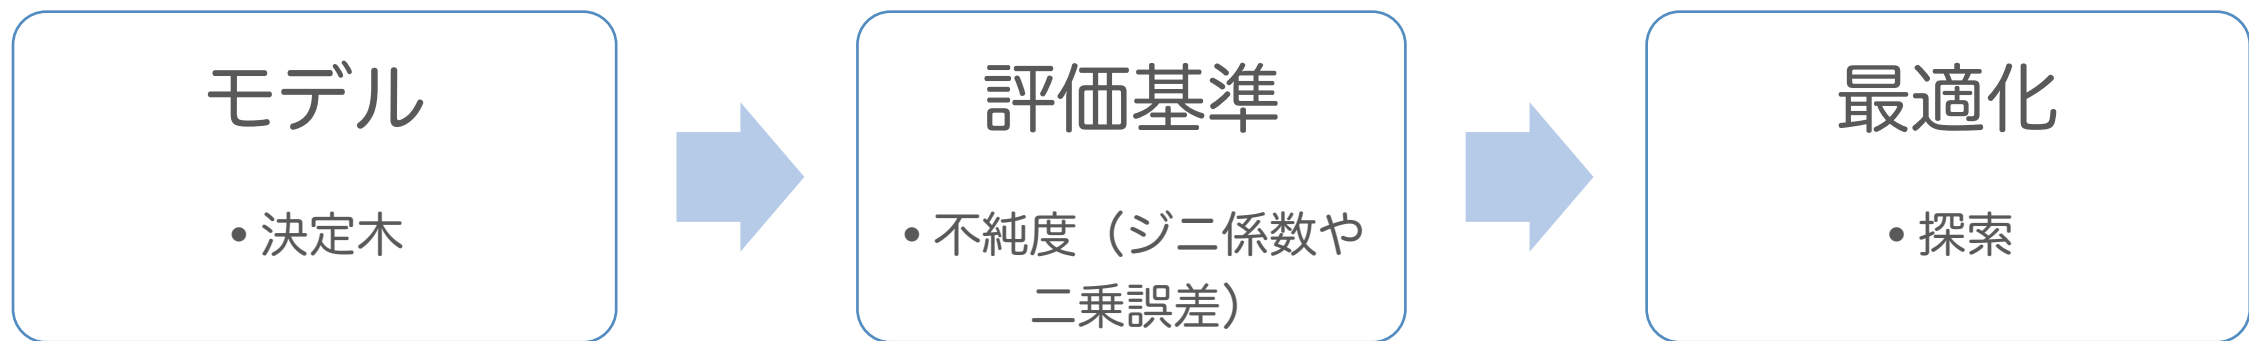 モデル
• 決定木
評価基準
• 不純度（ジニ係数や
二乗誤差）
最適化
• 探索